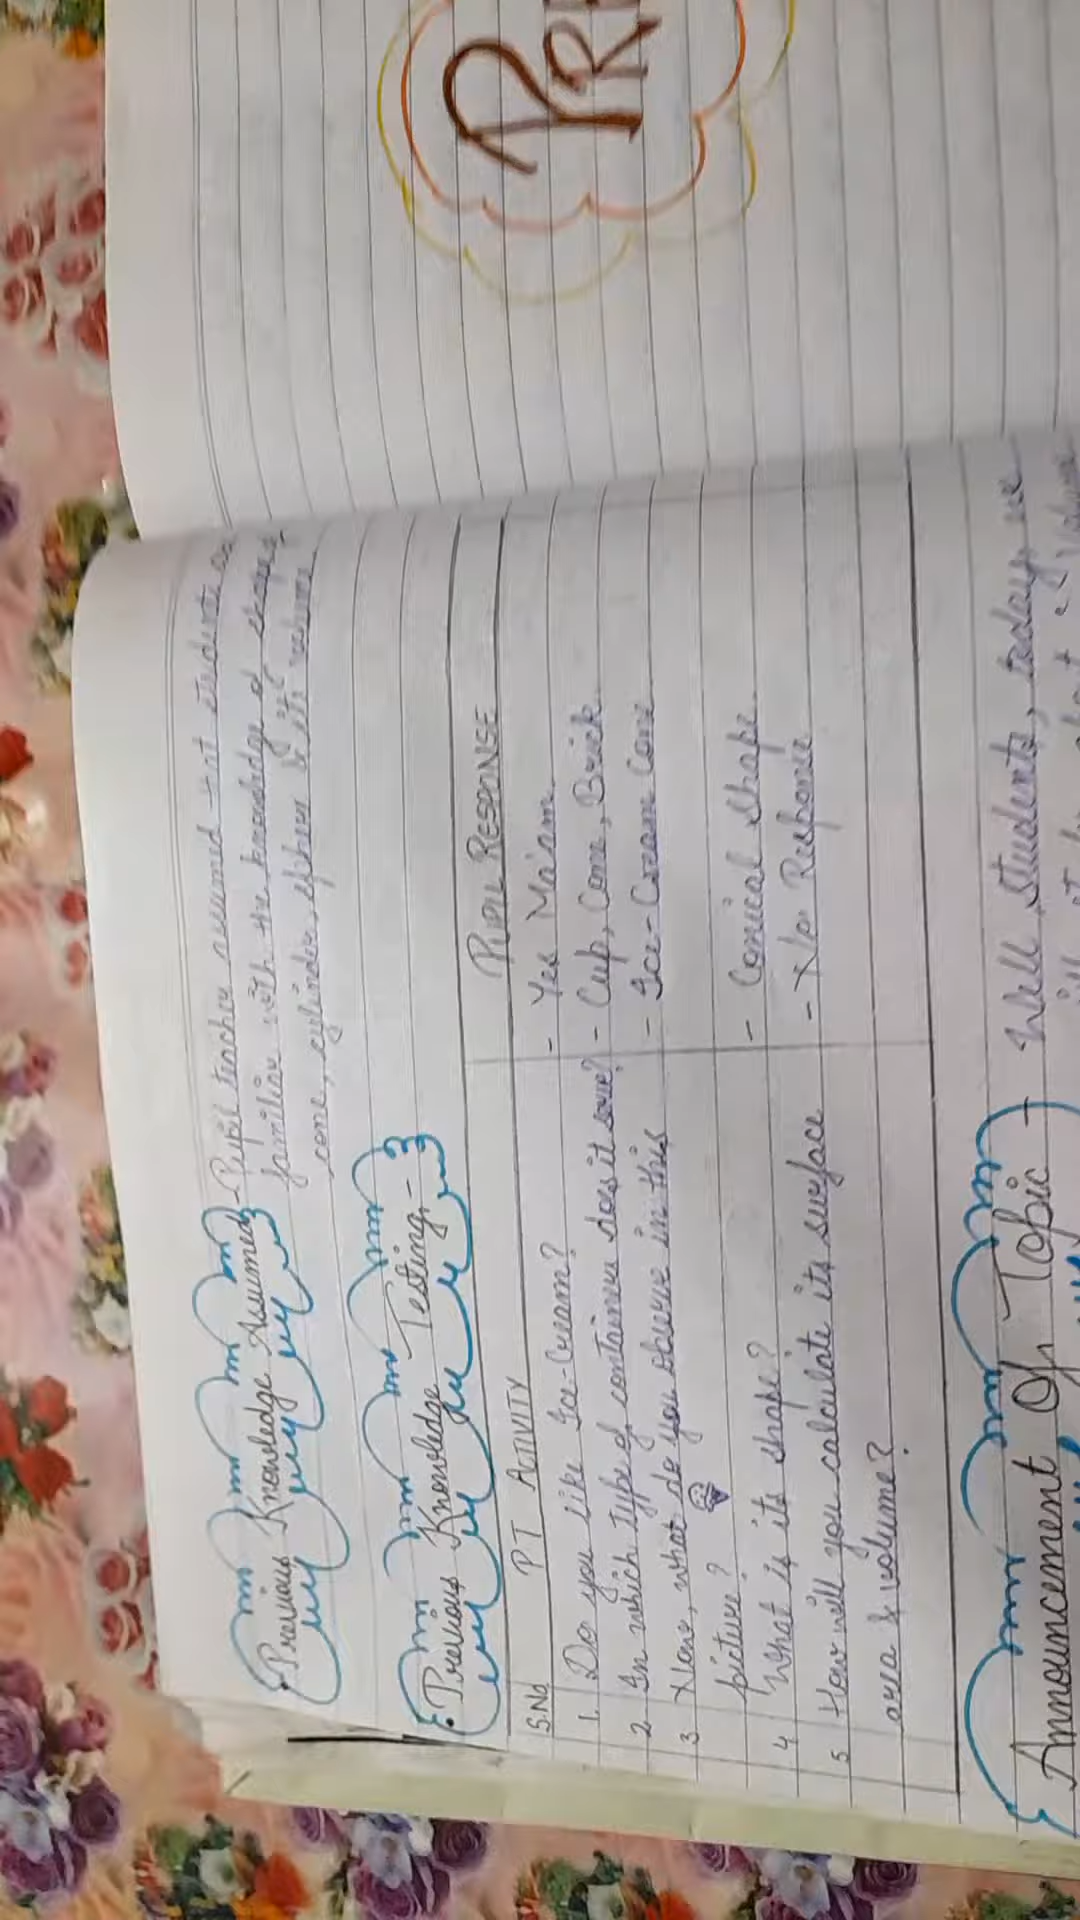 Previous Knowledge Assumed - Pupil teacher assumed that students are
familiar with the knowledge of shapes
cone, cylinder, sphere & its volume
Previous Knowledge Testing -
S.No PT ACTIVITY PUPIL RESPONSE
1. Do you like Ice-Cream? - Yes Ma'am.
2 In which type of container does it save? - Cup, Cone, Brick.
3 Now, what do you observe in this - Ice-Cream Cone
picture?
4 What is its shape? - Conical Shape.
5 How will you calculate its surface - No Response
area & volume?
Announcement Of Topic - Well students, today we
PR